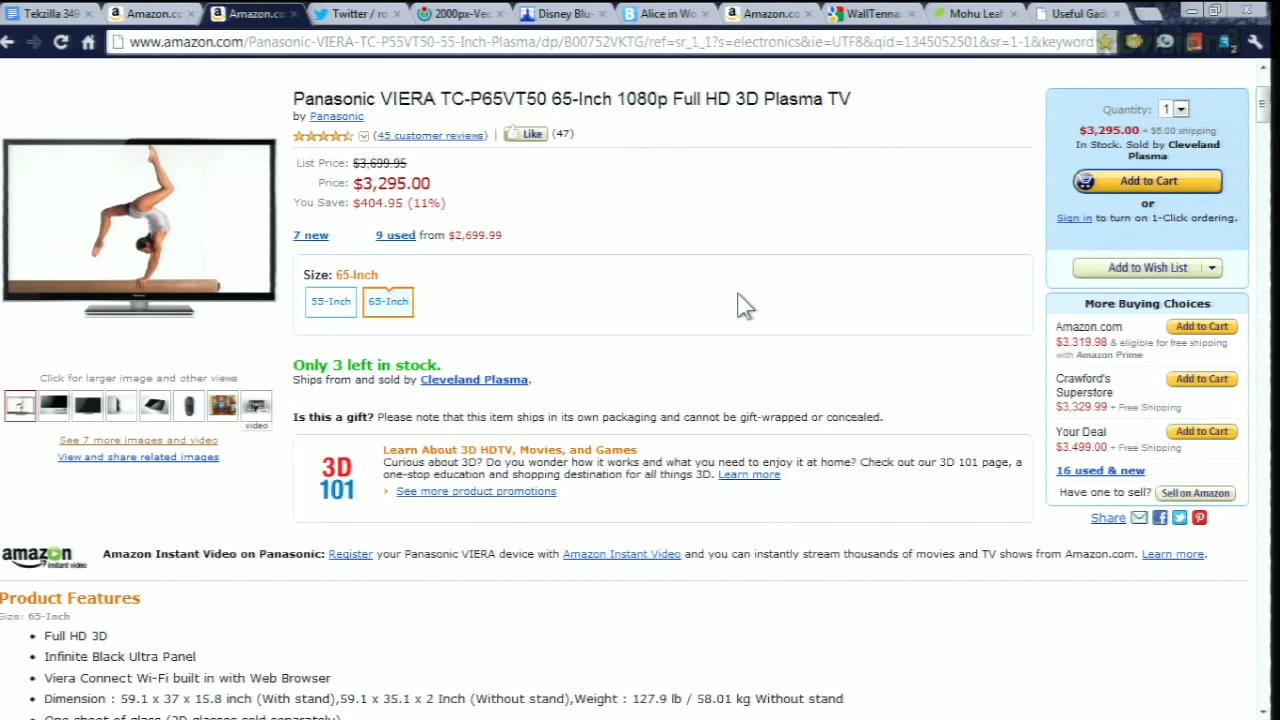 Tekzilla 349
Amazon.co
Amazon.co
Twitter / ro
2000px-Vec
Disney Blu-
Alice in Wo
Amazon.co
WallTenna
Mohu Leaf
Useful Gad
www.amazon.com/Panasonic-VIERA-TC-P55VT50-55-Inch-Plasma/dp/B00752VKTG/ref=sr_1_1?s=electronics&ie=UTF8&qid=1345052501&sr=1-1&keyword
Panasonic VIERA TC-P65VT50 65-Inch 1080p Full HD 3D Plasma TV
by Panasonic
(45 customer reviews) | Like (47)
List Price: $3,699.95
Price: $3,295.00
You Save: $404.95 (11%)
7 new 9 used from $2,699.99
Size: 65-Inch
55-Inch 65-Inch
Only 3 left in stock.
Ships from and sold by Cleveland Plasma.
Is this a gift? Please note that this item ships in its own packaging and cannot be gift-wrapped or concealed.
3D
101
Learn About 3D HDTV, Movies, and Games
Curious about 3D? Do you wonder how it works and what you need to enjoy it at home? Check out our 3D 101 page, a
one-stop education and shopping destination for all things 3D. Learn more
› See more product promotions
Click for larger image and other views
video
See 7 more images and video
View and share related images
Quantity: 1
$3,295.00 + $5.00 shipping
In Stock. Sold by Cleveland
Plasma
Add to Cart
or
Sign in to turn on 1-Click ordering.
Add to Wish List
More Buying Choices
Amazon.com Add to Cart
$3,319.98 & eligible for free shipping
with Amazon Prime
Crawford's Add to Cart
Superstore
$3,329.99 + Free Shipping
Your Deal Add to Cart
$3,499.00 + Free Shipping
16 used & new
Have one to sell? Sell on Amazon
Share
amazon
instant video
Amazon Instant Video on Panasonic: Register your Panasonic VIERA device with Amazon Instant Video and you can instantly stream thousands of movies and TV shows from Amazon.com. Learn more.
Product Features
Size: 65-Inch
• Full HD 3D
• Infinite Black Ultra Panel
• Viera Connect Wi-Fi built in with Web Browser
• Dimension : 59.1 x 37 x 15.8 inch (With stand),59.1 x 35.1 x 2 Inch (Without stand),Weight : 127.9 lb / 58.01 kg Without stand